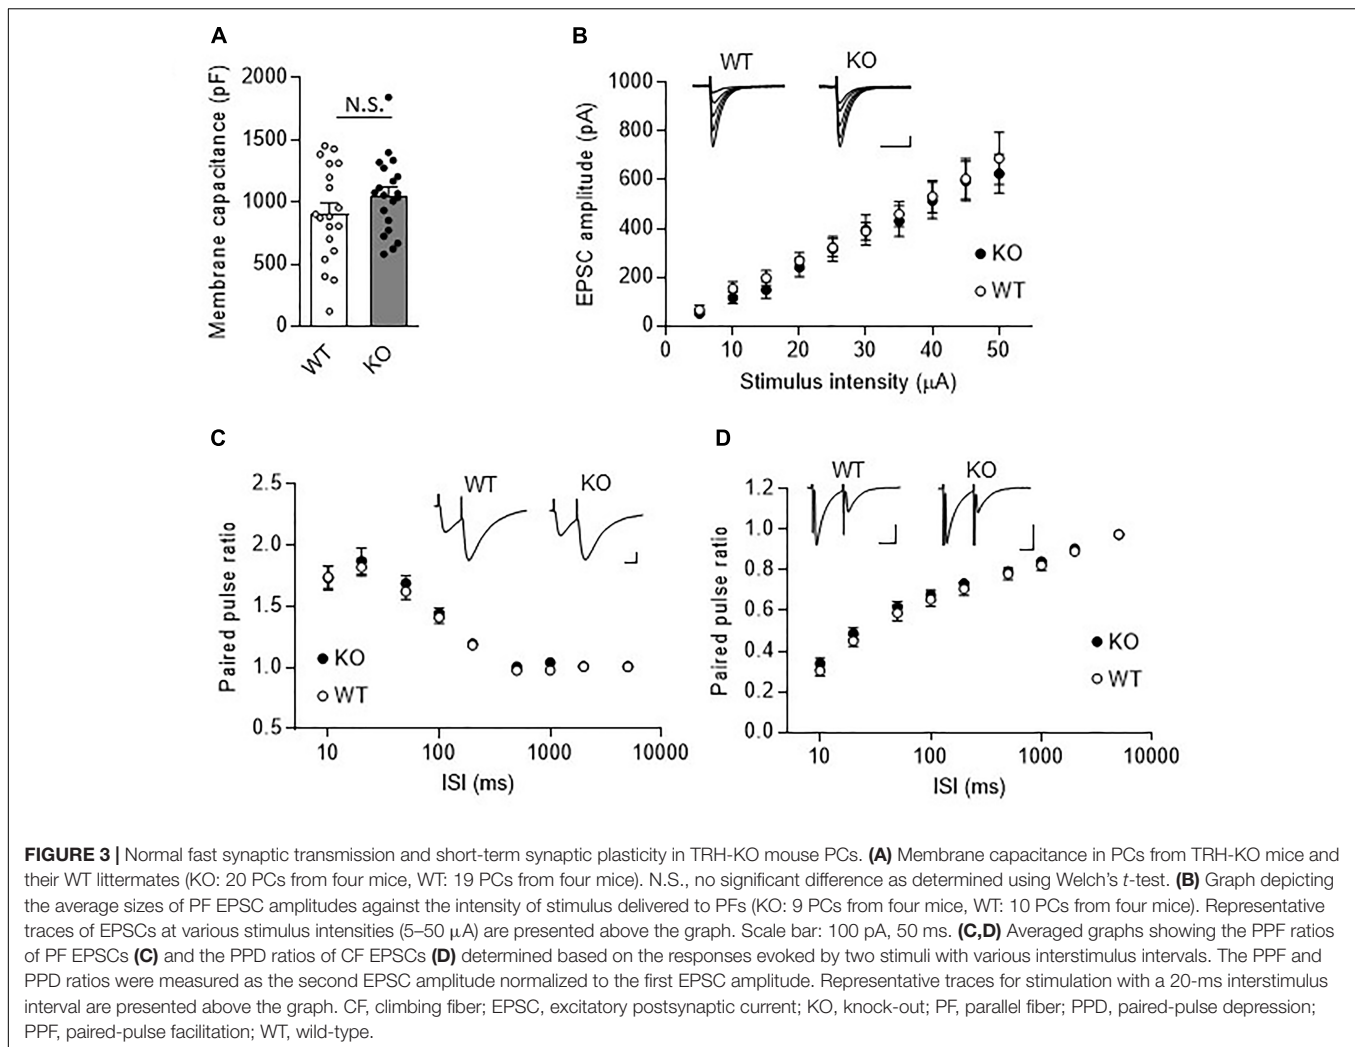 A
Membrane capacitance (pF)
2000
1500
1000
500
0
N.S.
WT
KO
B
EPSC amplitude (pA)
1000
800
600
400
200
0
WT
KO
KO
WT
0
10
20
30
40
50
Stimulus intensity (μA)
C
Paired pulse ratio
2.5
2.0
1.5
1.0
0.5
WT
KO
KO
WT
10
100
1000
10000
ISI (ms)
D
Paired pulse ratio
1.2
1.0
0.8
0.6
0.4
0.2
0.0
WT
KO
KO
WT
10
100
1000
10000
ISI (ms)
FIGURE 3 | Normal fast synaptic transmission and short-term synaptic plasticity in TRH-KO mouse PCs. (A) Membrane capacitance in PCs from TRH-KO mice and
their WT littermates (KO: 20 PCs from four mice, WT: 19 PCs from four mice). N.S., no significant difference as determined using Welch's t-test. (B) Graph depicting
the average sizes of PF EPSC amplitudes against the intensity of stimulus delivered to PFs (KO: 9 PCs from four mice, WT: 10 PCs from four mice). Representative
traces of EPSCs at various stimulus intensities (5–50 μA) are presented above the graph. Scale bar: 100 pA, 50 ms. (C,D) Averaged graphs showing the PPF ratios
of PF EPSCs (C) and the PPD ratios of CF EPSCs (D) determined based on the responses evoked by two stimuli with various interstimulus intervals. The PPF and
PPD ratios were measured as the second EPSC amplitude normalized to the first EPSC amplitude. Representative traces for stimulation with a 20-ms interstimulus
interval are presented above the graph. CF, climbing fiber; EPSC, excitatory postsynaptic current; KO, knock-out; PF, parallel fiber; PPD, paired-pulse depression;
PPF, paired-pulse facilitation; WT, wild-type.